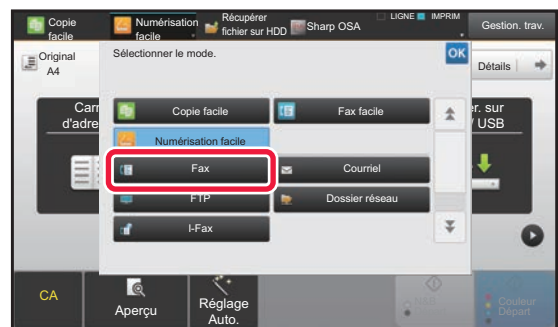 Copie
facile
Numérisation
facile
Récupérer
fichier sur HDD
Sharp OSA
LIGNE
IMPRIM
Gestion. trav.
Original
A4
Sélectionner le mode.
OK
Détails
Carn
d'adre
Copie facile
Fax facile
er. sur
/ USB
Numérisation facile
Fax
Courriel
FTP
Dossier réseau
I-Fax
CA
Aperçu
Réglage
Auto.
N&B
Couleur
Départ